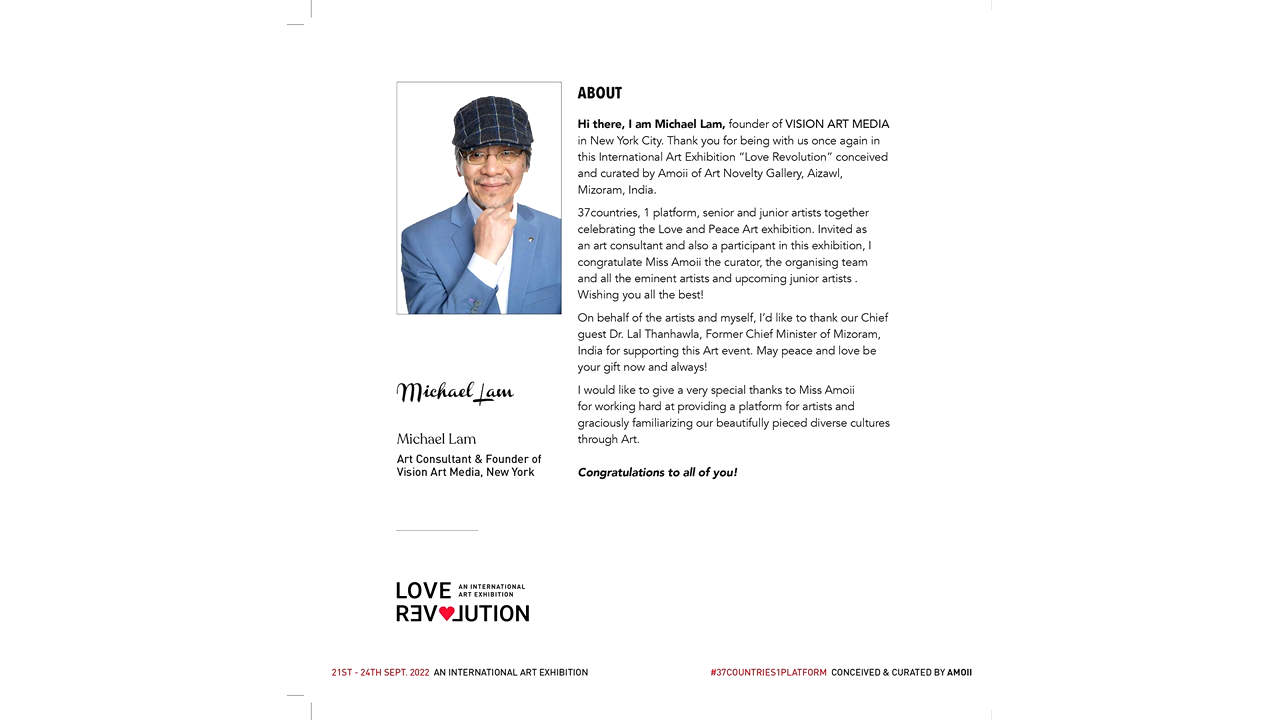 ABOUT
Hi there, I am Michael Lam, founder of VISION ART MEDIA
in New York City. Thank you for being with us once again in
this International Art Exhibition “Love Revolution” conceived
and curated by Amoii of Art Novelty Gallery, Aizawl,
Mizoram, India.
37countries, 1 platform, senior and junior artists together
celebrating the Love and Peace Art exhibition. Invited as
an art consultant and also a participant in this exhibition, I
congratulate Miss Amoii the curator, the organising team
and all the eminent artists and upcoming junior artists .
Wishing you all the best!
On behalf of the artists and myself, I’d like to thank our Chief
guest Dr. Lal Thanhawla, Former Chief Minister of Mizoram,
India for supporting this Art event. May peace and love be
your gift now and always!
I would like to give a very special thanks to Miss Amoii
for working hard at providing a platform for artists and
graciously familiarizing our beautifully pieced diverse cultures
through Art.
Congratulations to all of you!
Michael Lam
Michael Lam
Art Consultant & Founder of
Vision Art Media, New York
LOVE
AN INTERNATIONAL
ART EXHIBITION
REVOLUTION
21ST - 24TH SEPT. 2022 AN INTERNATIONAL ART EXHIBITION
#37COUNTRIES1PLATFORM CONCEIVED & CURATED BY AMOII